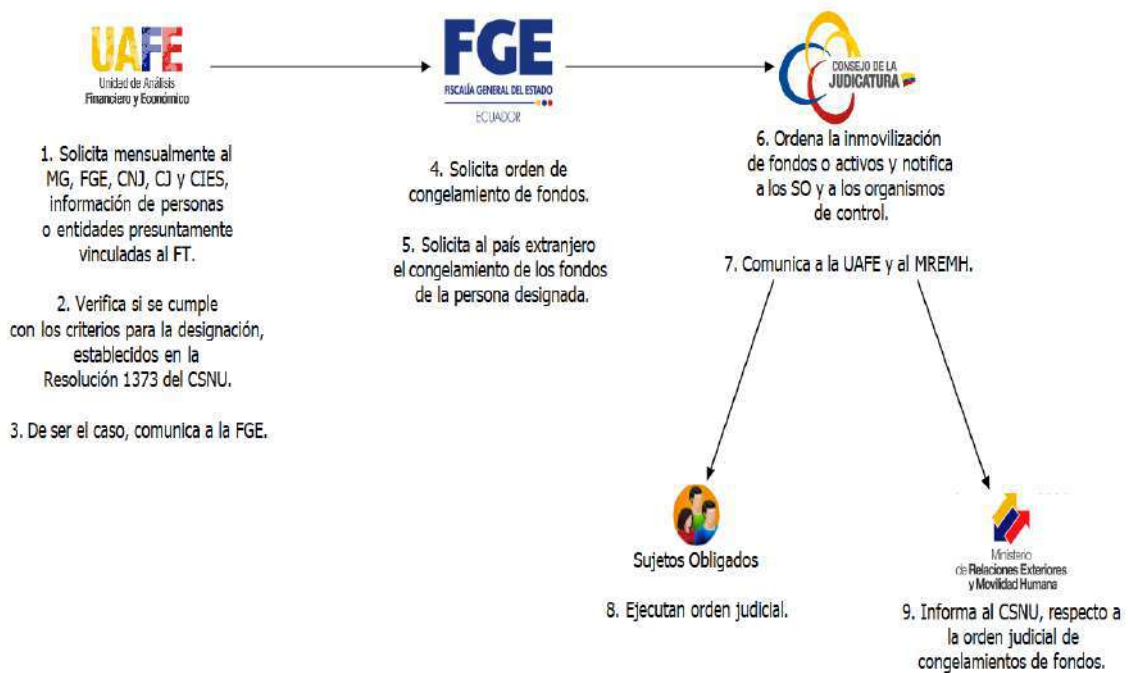 UAFE
Unidad de Análisis
Financiero y Económico
1. Solicita mensualmente al
MG, FGE, CNJ, CJ y CIES,
información de personas
o entidades presuntamente
vinculadas al FT.
2. Verifica si se cumple
con los criterios para la designación,
establecidos en la
Resolución 1373 del CSNU.
3. De ser el caso, comunica a la FGE.
FGE
FISCALÍA GENERAL DEL ESTADO
ECUADOR
4. Solicita orden de
congelamiento de fondos.
5. Solicita al país extranjero
el congelamiento de los fondos
de la persona designada.
CONSEJO DE LA
JUDICATURA
6. Ordena la inmovilización
de fondos o activos y notifica
a los SO y a los organismos
de control.
7. Comunica a la UAFE y al MREMH.
Sujetos Obligados
8. Ejecutan orden judicial.
Ministerio
de Relaciones Exteriores
y Movilidad Humana
9. Informa al CSNU, respecto a
la orden judicial de
congelamientos de fondos.